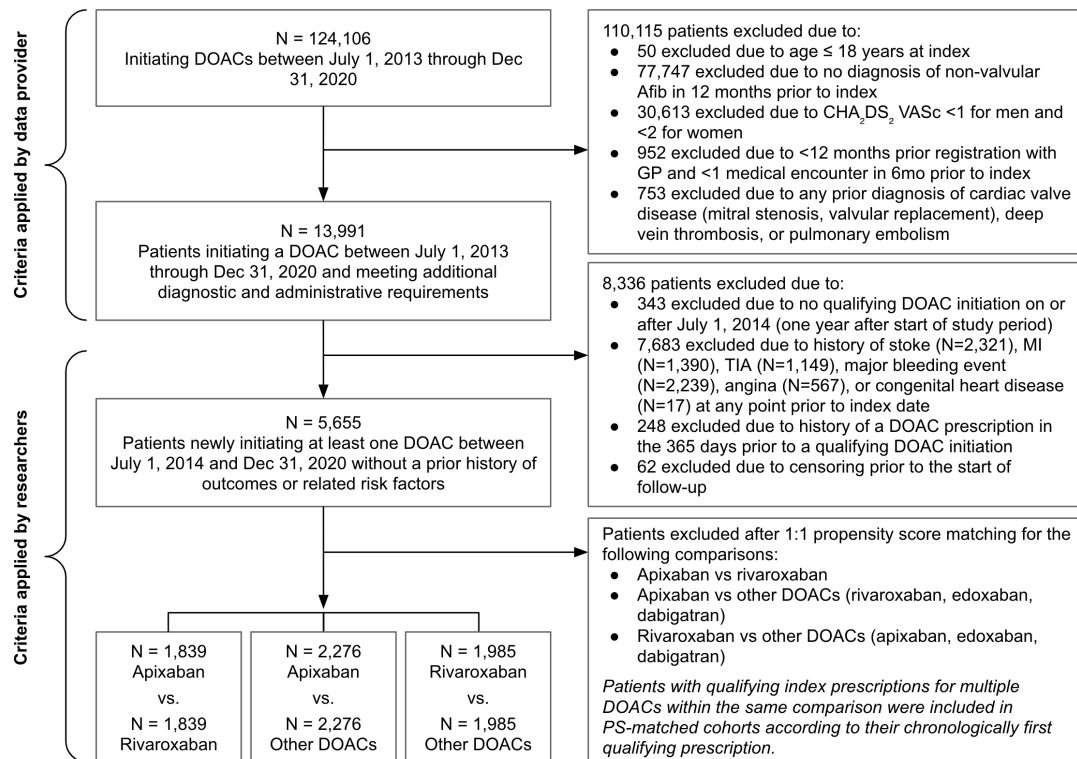 Criteria applied by data provider
N = 124,106
Initiating DOACs between July 1, 2013 through Dec
31, 2020
110,115 patients excluded due to:
● 50 excluded due to age ≤ 18 years at index
● 77,747 excluded due to no diagnosis of non-valvular
Afib in 12 months prior to index
● 30,613 excluded due to CHA₂DS₂ VASc <1 for men and
<2 for women
● 952 excluded due to <12 months prior registration with
GP and <1 medical encounter in 6mo prior to index
● 753 excluded due to any prior diagnosis of cardiac valve
disease (mitral stenosis, valvular replacement), deep
vein thrombosis, or pulmonary embolism
N = 13,991
Patients initiating a DOAC between July 1, 2013
through Dec 31, 2020 and meeting additional
diagnostic and administrative requirements
8,336 patients excluded due to:
● 343 excluded due to no qualifying DOAC initiation on or
after July 1, 2014 (one year after start of study period)
● 7,683 excluded due to history of stoke (N=2,321), MI
(N=1,390), TIA (N=1,149), major bleeding event
(N=2,239), angina (N=567), or congenital heart disease
(N=17) at any point prior to index date
● 248 excluded due to history of a DOAC prescription in
the 365 days prior to a qualifying DOAC initiation
● 62 excluded due to censoring prior to the start of
follow-up
Criteria applied by researchers
N = 5,655
Patients newly initiating at least one DOAC between
July 1, 2014 and Dec 31, 2020 without a prior history of
outcomes or related risk factors
Patients excluded after 1:1 propensity score matching for the
following comparisons:
● Apixaban vs rivaroxaban
● Apixaban vs other DOACs (rivaroxaban, edoxaban,
dabigatran)
● Rivaroxaban vs other DOACs (apixaban, edoxaban,
dabigatran)
Patients with qualifying index prescriptions for multiple
DOACs within the same comparison were included in
PS-matched cohorts according to their chronologically first
qualifying prescription.
N = 1,839
Apixaban
vs.
N = 1,839
Rivaroxaban
N = 2,276
Apixaban
vs.
N = 2,276
Other DOACs
N = 1,985
Rivaroxaban
vs.
N = 1,985
Other DOACs